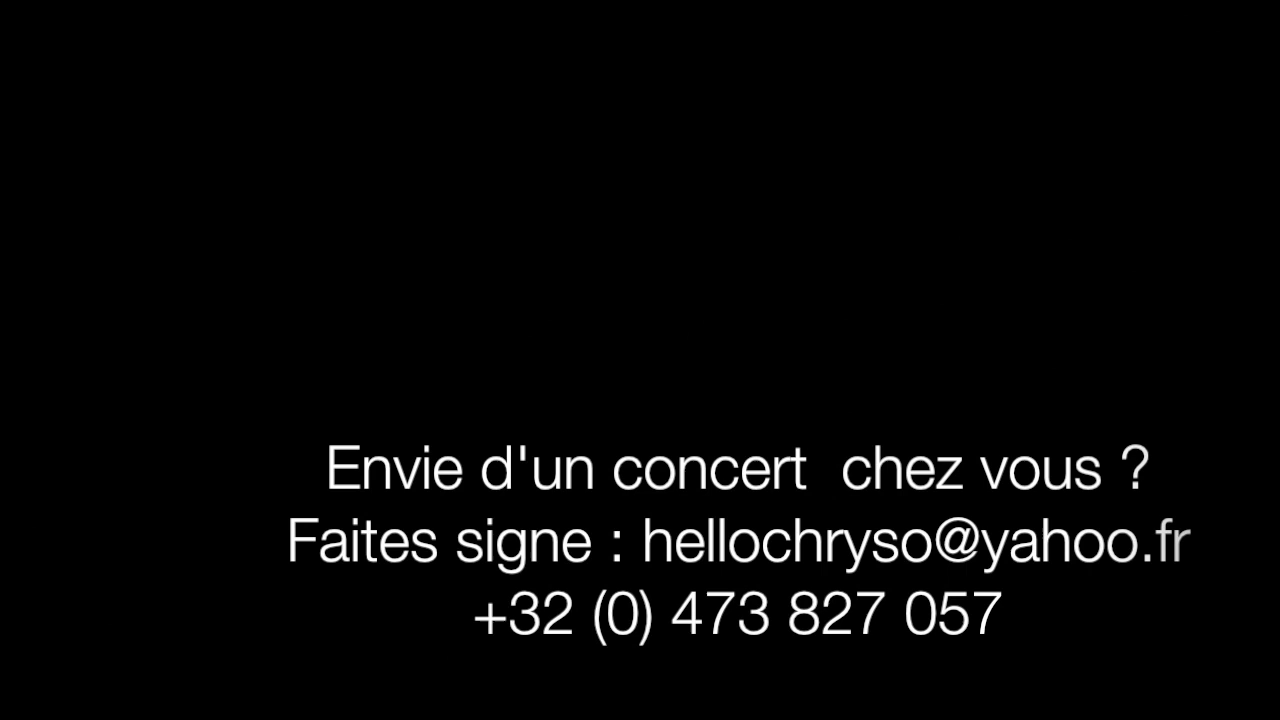 Envie d'un concert  chez vous ?
Faites signe : hellochryso@yahoo.fr
+32 (0) 473 827 057